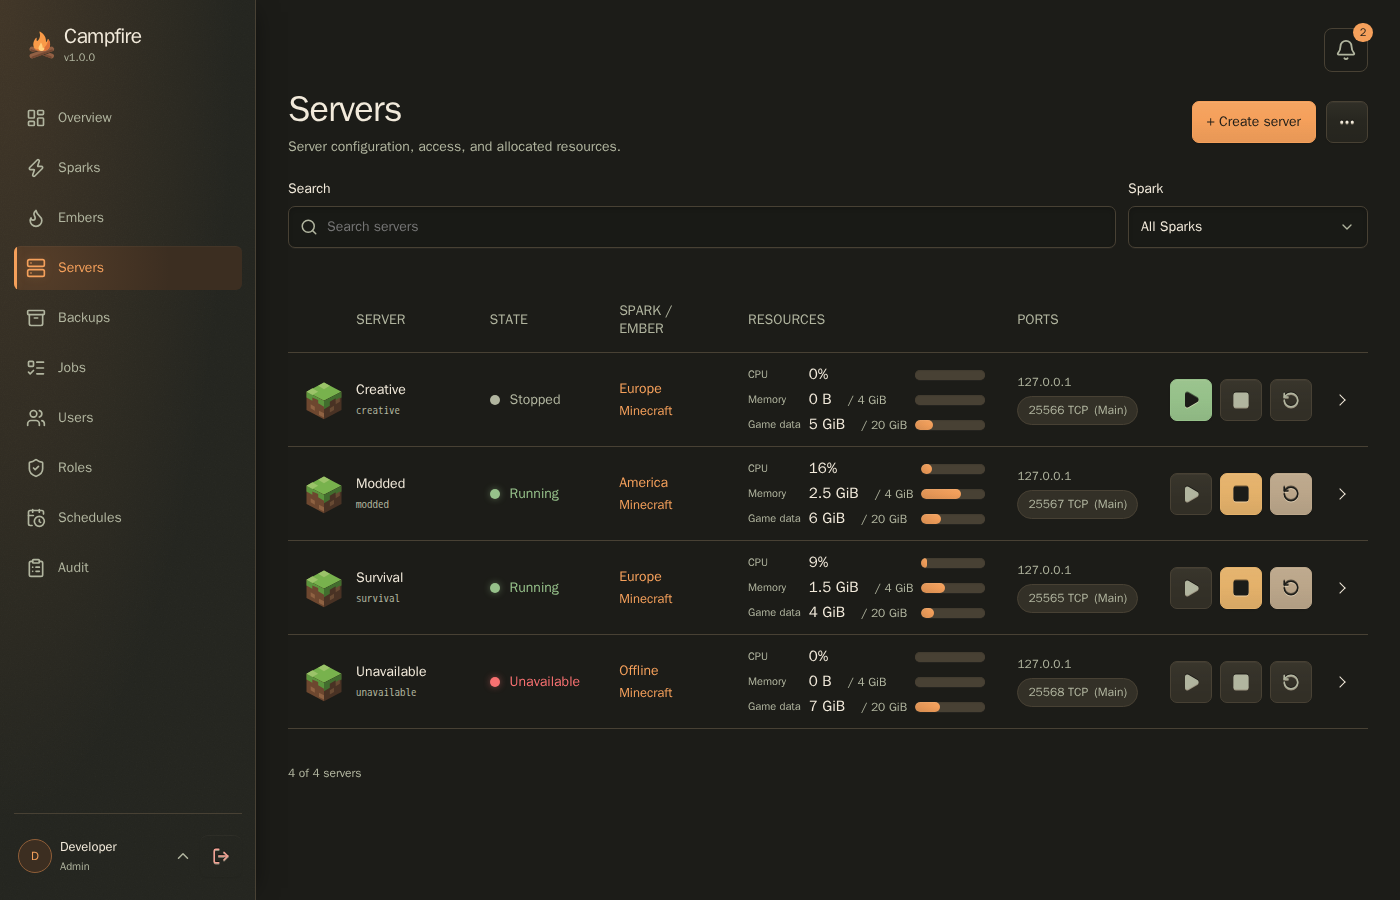 Campfire
v1.0.0
Overview
Sparks
Embers
Servers
Backups
Jobs
Users
Roles
Schedules
Audit
D
Developer
Admin
2
Servers
Server configuration, access, and allocated resources.
+ Create server
Search
Spark
Search servers
All Sparks
SERVER
STATE
SPARK /
EMBER
RESOURCES
PORTS
Creative
creative
Stopped
Europe
Minecraft
CPU 0%
Memory 0 B / 4 GiB
Game data 5 GiB / 20 GiB
127.0.0.1
25566 TCP (Main)
Modded
modded
Running
America
Minecraft
CPU 16%
Memory 2.5 GiB / 4 GiB
Game data 6 GiB / 20 GiB
127.0.0.1
25567 TCP (Main)
Survival
survival
Running
Europe
Minecraft
CPU 9%
Memory 1.5 GiB / 4 GiB
Game data 4 GiB / 20 GiB
127.0.0.1
25565 TCP (Main)
Unavailable
unavailable
Unavailable
Offline
Minecraft
CPU 0%
Memory 0 B / 4 GiB
Game data 7 GiB / 20 GiB
127.0.0.1
25568 TCP (Main)
4 of 4 servers